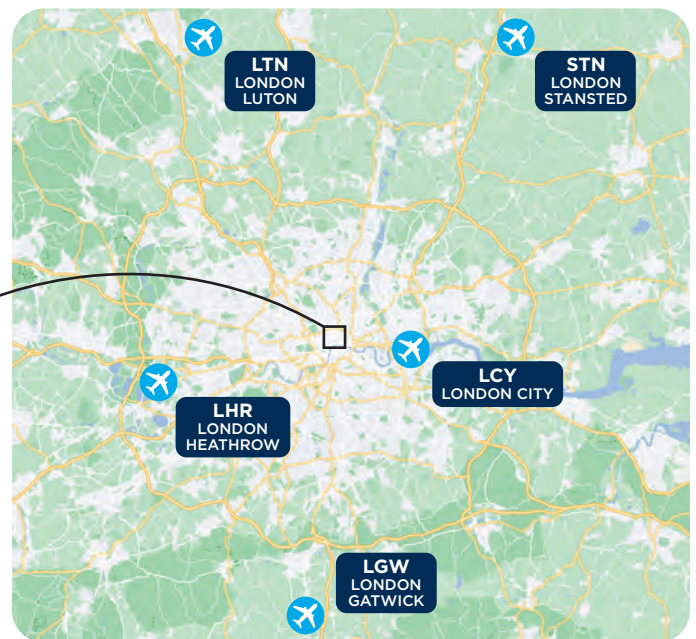 LTN
LONDON
LUTON
STN
LONDON
STANSTED
LCY
LONDON CITY
LHR
LONDON
HEATHROW
LGW
LONDON
GATWICK